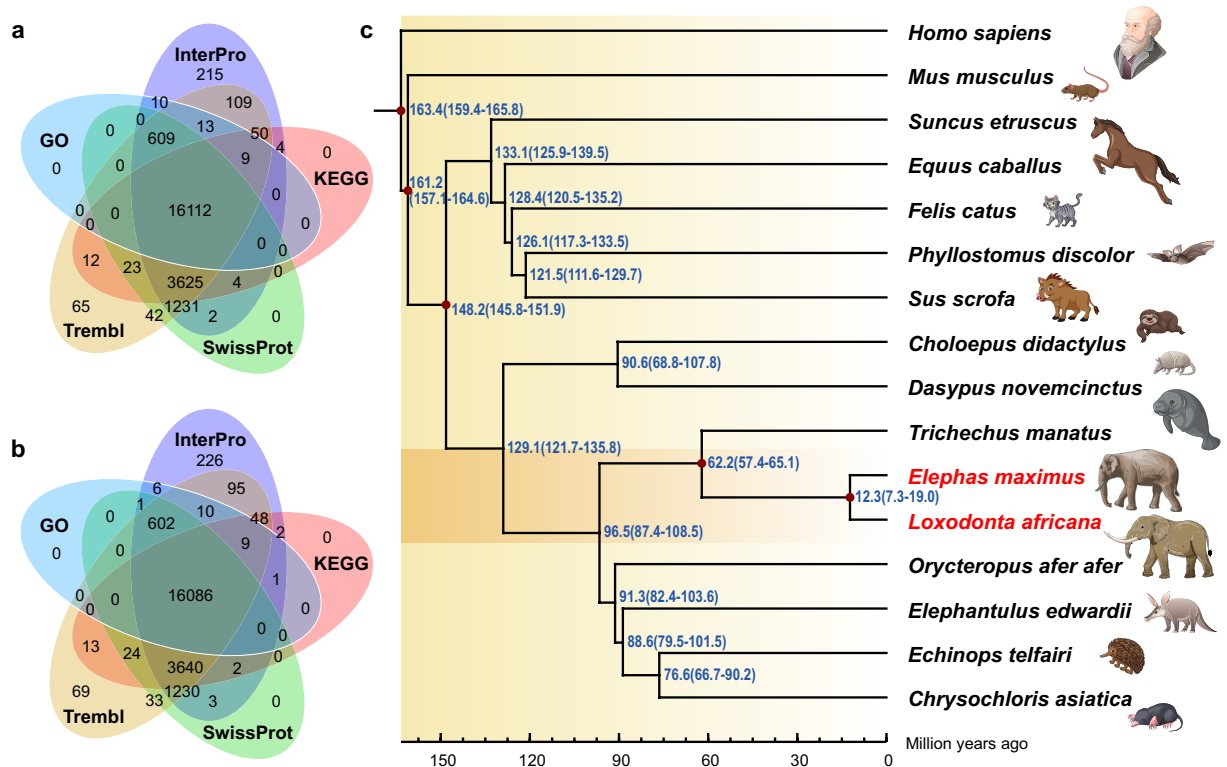 a
InterPro
215
10
109
0
0
13
50
GO
609
4
0
0
0
9
KEGG
0
16112
0
0
0
0
0
0
0
12
23
3625
4
0
65
1231
42
2
0
Trembl
SwissProt
b
InterPro
226
6
95
0
1
10
48
GO
602
2
0
0
0
9
KEGG
1
16086
0
0
0
0
0
0
0
13
24
3640
2
0
69
1230
33
3
0
Trembl
SwissProt
c
Homo sapiens
Mus musculus
Suncus etruscus
Equus caballus
Felis catus
Phyllostomus discolor
Sus scrofa
Choloepus didactylus
Dasypus novemcinctus
Trichechus manatus
Elephas maximus
Loxodonta africana
Orycteropus afer afer
Elephantulus edwardii
Echinops telfairi
Chrysochloris asiatica
163.4(159.4-165.8)
161.2
(157.1-164.6)
133.1(125.9-139.5)
128.4(120.5-135.2)
126.1(117.3-133.5)
121.5(111.6-129.7)
148.2(145.8-151.9)
90.6(68.8-107.8)
129.1(121.7-135.8)
62.2(57.4-65.1)
12.3(7.3-19.0)
96.5(87.4-108.5)
91.3(82.4-103.6)
88.6(79.5-101.5)
76.6(66.7-90.2)
150 120 90 60 30 0
Million years ago